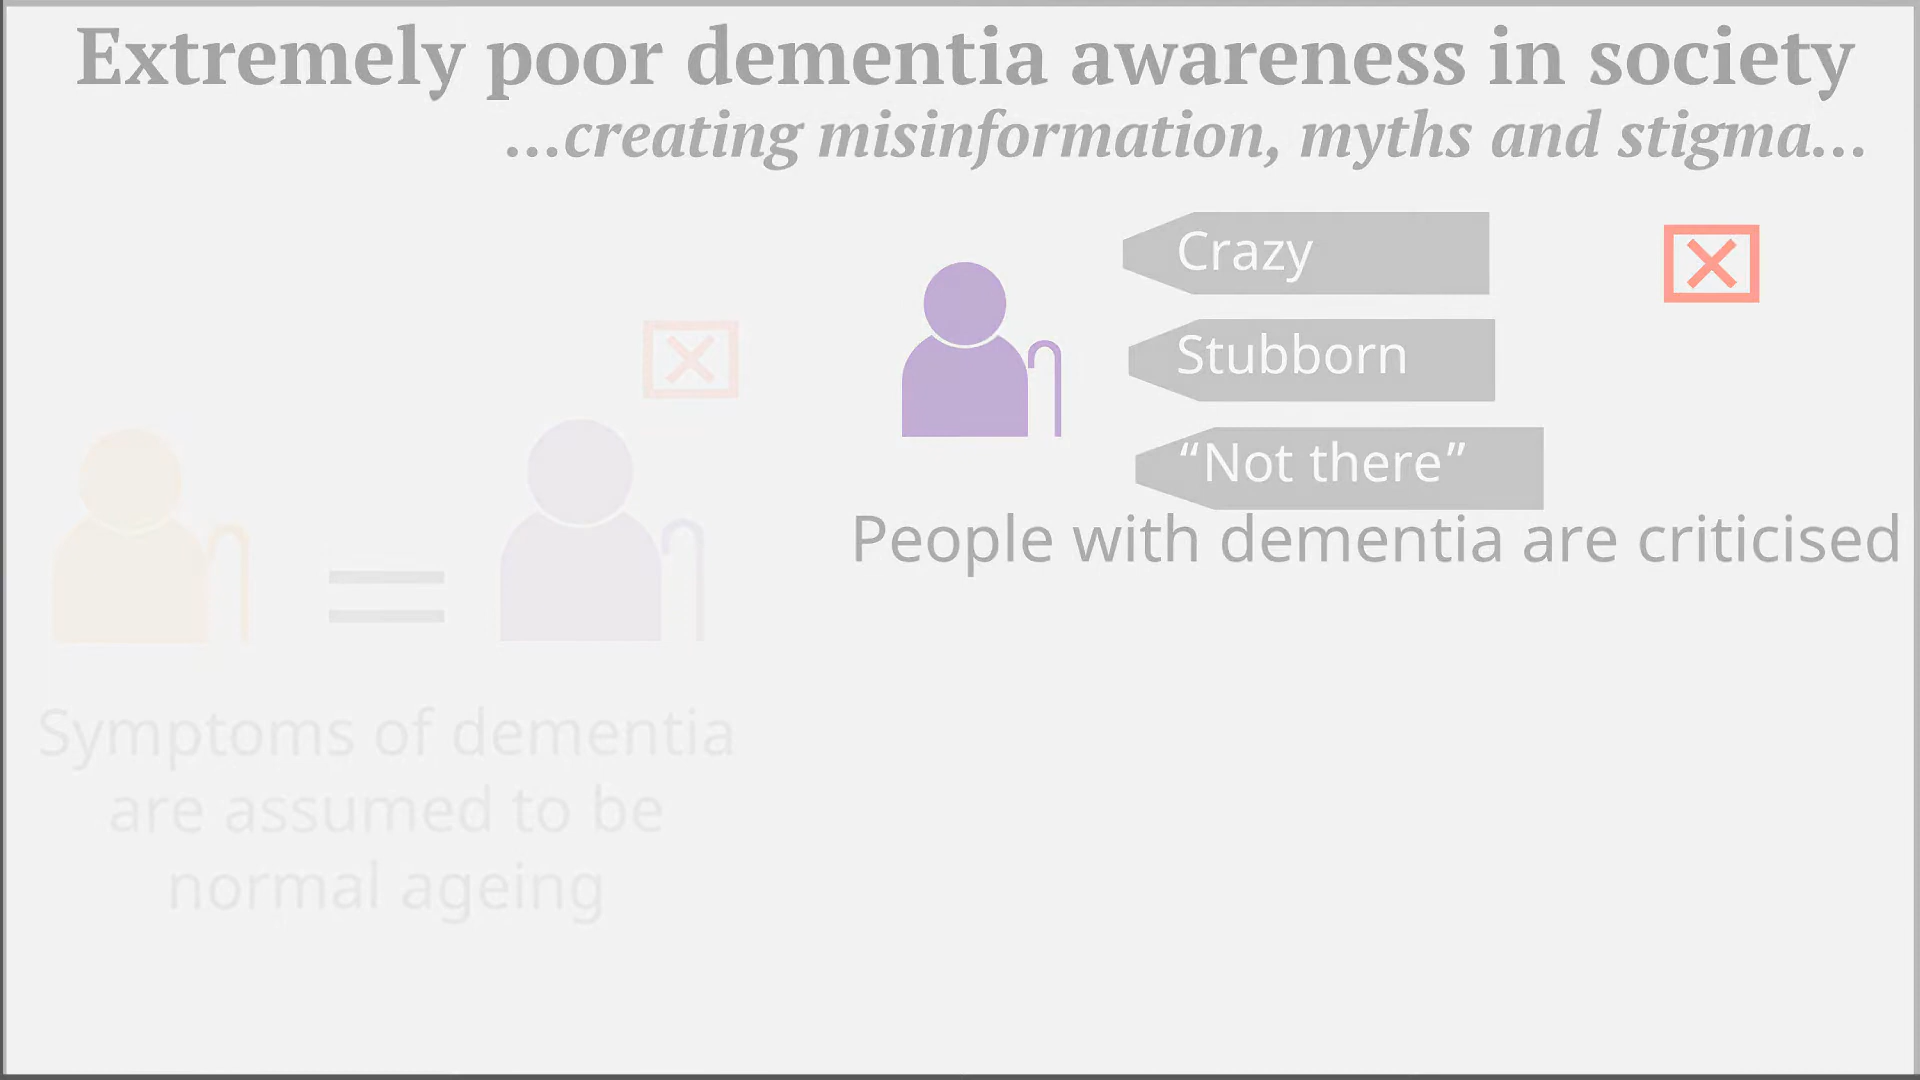 Extremely poor dementia awareness in society
...creating misinformation, myths and stigma...
Crazy
Stubborn
“Not there”
People with dementia are criticised
Symptoms of dementia
are assumed to be
normal ageing